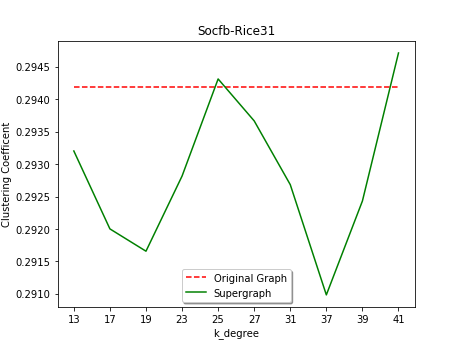 Socfb-Rice31
Clustering Coefficent
0.2945
0.2940
0.2935
0.2930
0.2925
0.2920
0.2915
0.2910
Original Graph
Supergraph
13 17 19 23 25 27 31 37 39 41
k_degree